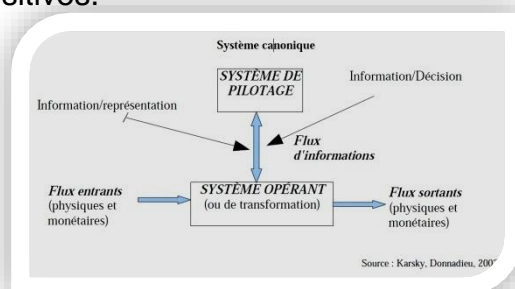 Système canonique
SYSTÈME DE
PILOTAGE
Information/Décision
Information/représentation
Flux
d'informations
Flux entrants
(physiques et
monétaires)
SYSTÈME OPÉRANT
(ou de transformation)
Flux sortants
(physiques et
monétaires)
Source : Karsky, Donnadieu,